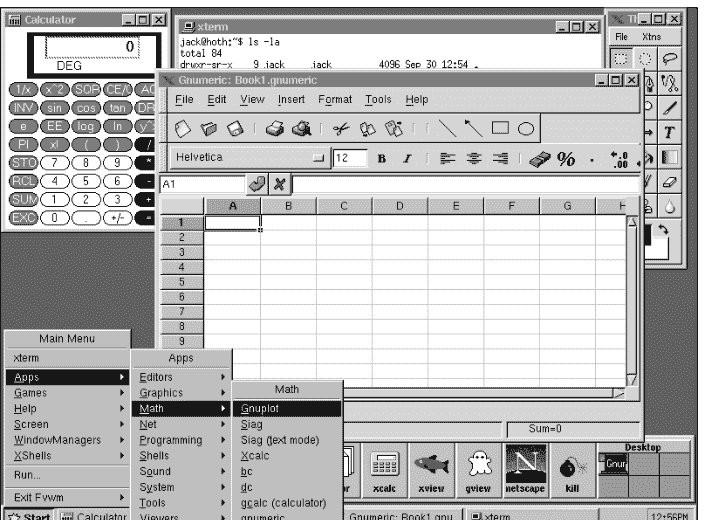 Calculator
0
DEG
1/x x^2 SQR CE/C AC
INV sin cos tan DR
e EE log ln y^
PI x! ( ) /
STO 7 8 9 *
RCL 4 5 6 -
SUM 1 2 3 +
EXC 0 . +/- =
xterm
jack@hoth:~$ ls -la
total 84
drwxr-sr-x 9 jack jack 4096 Sep 30 12:54 .
File Xtns
Gnumeric: Book1.gnumeric
File Edit View Insert Format Tools Help
Helvetica 12 B I % .0 .00
A1
A B C D E F G H
1
2
3
4
5
6
7
8
9
Sum=0
Main Menu
xterm
Apps
Games
Help
Screen
WindowManagers
XShells
Run...
Exit Fvwm
Apps
Editors
Graphics
Math
Net
Programming
Shells
Sound
System
Tools
Viewers
Math
Gnuplot
Siag
Siag (text mode)
Xcalc
bc
dc
gcalc (calculator)
gnumeric
xcalc xview gview netscape kill
Desktop
Gnur
Start Calculator Gnumeric: Book1.gnu xterm 12:56PM